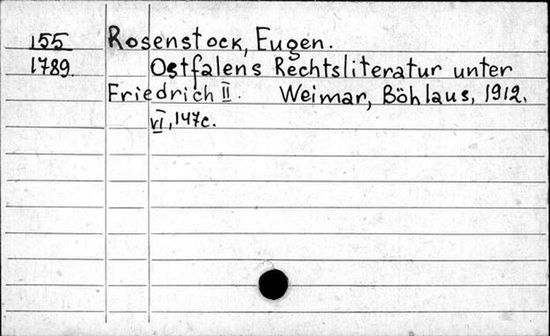 155 Rosenstock, Eugen.
1789. Ostfalens Rechtsliteratur unter
Friedrich II. Weimar, Böhlaus, 1912.
VI, 147c.